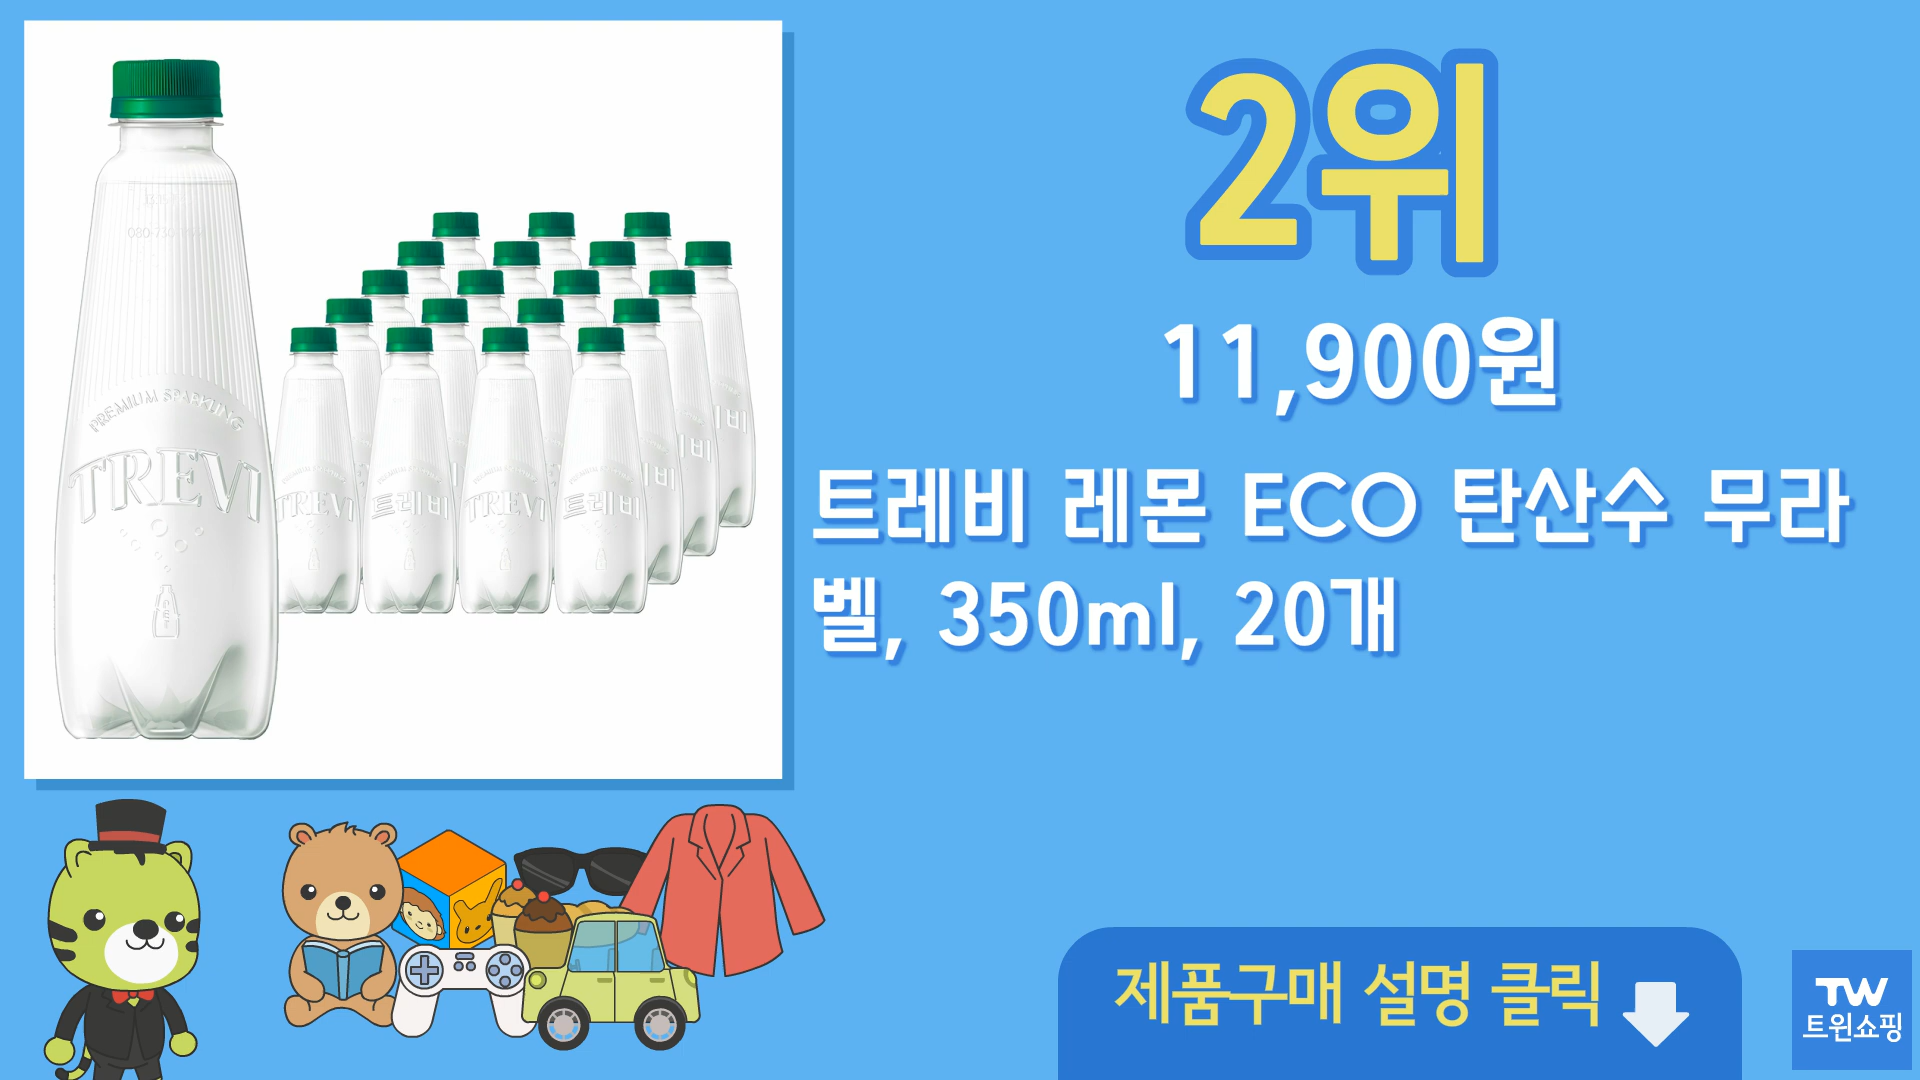 2위
11,900원
트레비 레몬 ECO 탄산수 무라
벨, 350ml, 20개
PREMIUM SPARKLING
TREVI
TREVI
트레비
TREVI
트레비
제품구매 설명 클릭
TW
트윈쇼핑